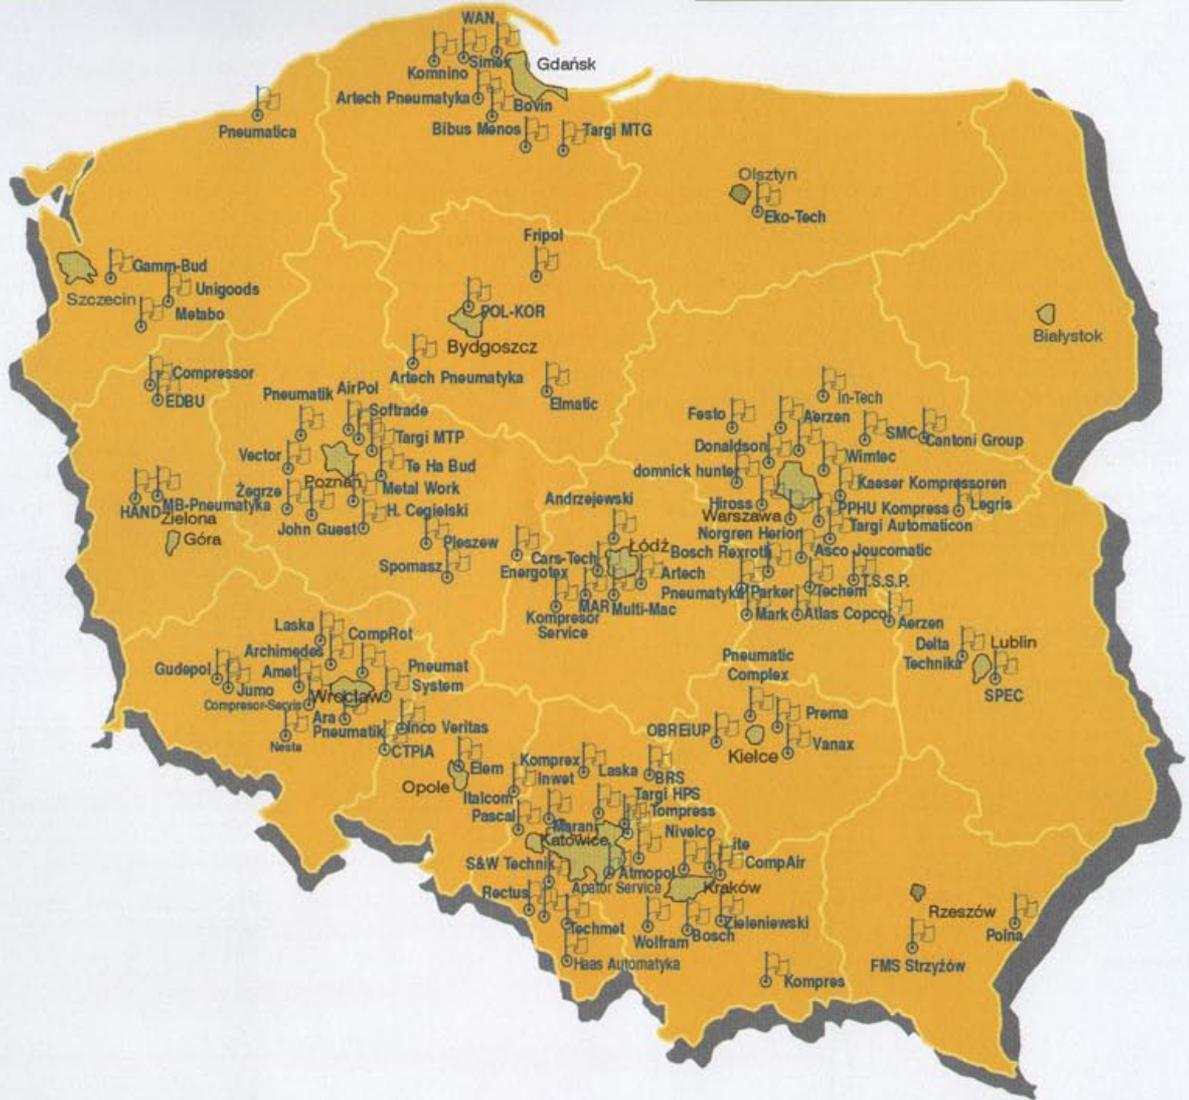 WAN
Simex
Gdańsk
Komnino
Artech Pneumatyka
Bovin
Pneumatica
Bibus Menos
Targi MTG
Olsztyn
Eko-Tech
Fripol
Gamm-Bud
Szczecin
Unigoods
Metabo
POL-KOR
Bydgoszcz
Białystok
Compressor
EDBU
Artech Pneumatyka
Elmatic
Pneumatik
AirPol
Softrade
Targi MTP
Vector
Te Ha Bud
Poznań
Żegrze
Metal Work
HAND
MB-Pneumatyka
H. Cegielski
Zielona
Góra
John Guest
Pleszew
Spomasz
In-Tech
Festo
Aerzen
SMC
Cantoni Group
Donaldson
Wimtec
domnick hunter
Kaeser Kompressoren
Hiross
PPHU Kompress
Legris
Warszawa
Targi Automaticon
Norgren Herion
Andrzejewski
Łódź
Bosch Rexroth
Asco Joucomatic
Cars-Tech
Energotex
Artech
Pneumatyka
Parker
Techem
T.S.S.P.
MAR
Multi-Mac
Kompresor
Service
Mark
Atlas Copco
Aerzen
Laska
CompRot
Archimedes
Gudepol
Amet
Pneumat
System
Jumo
Wrocław
Compresor-Serwis
Ara
Pneumatik
Inco Veritas
Nesta
CTPiA
Delta
Technika
Lublin
SPEC
Pneumatic
Complex
OBREiUP
Prema
Kielce
Vanax
Elem
Opole
Komprex
Inwet
Laska
BRS
Italcom
Targi HPS
Pascal
Tompress
Maran
Katowice
Nivelco
ite
CompAir
S&W Technik
Atmopol
Apator Service
Kraków
Rectus
Techmet
Wolfram
Bosch
Zieleniewski
Haas Automatyka
Kompres
Rzeszów
Polna
FMS Strzyżów